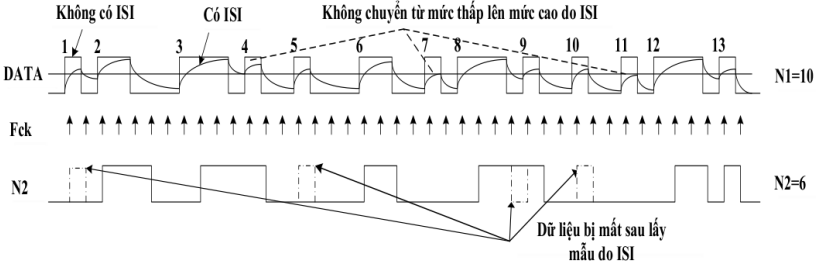 Không có ISI
Có ISI
Không chuyển từ mức thấp lên mức cao do ISI
1 2 3 4 5 6 7 8 9 10 11 12 13
DATA
N1=10
Fck
N2
N2=6
Dữ liệu bị mất sau lấy
mẫu do ISI